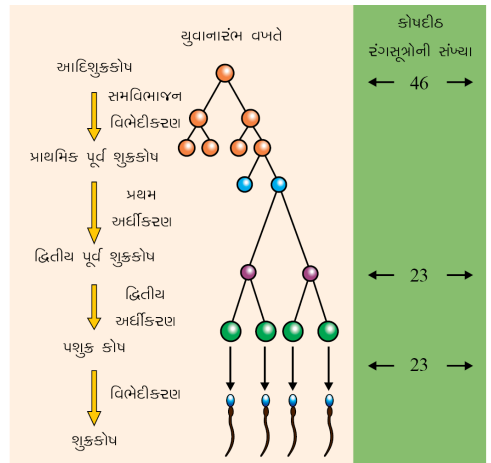 યુવાનારંભ વખતે
કોષદીઠ
રંગસૂત્રોની સંખ્યા
આદિશુક્રકોષ
46
સમવિભાજન
વિભેદીકરણ
પ્રાથમિક પૂર્વ શુક્રકોષ
પ્રથમ
અર્ધીકરણ
દ્વિતીય પૂર્વ શુક્રકોષ
23
દ્વિતીય
અર્ધીકરણ
પશુક્ર કોષ
23
વિભેદીકરણ
શુક્રકોષ